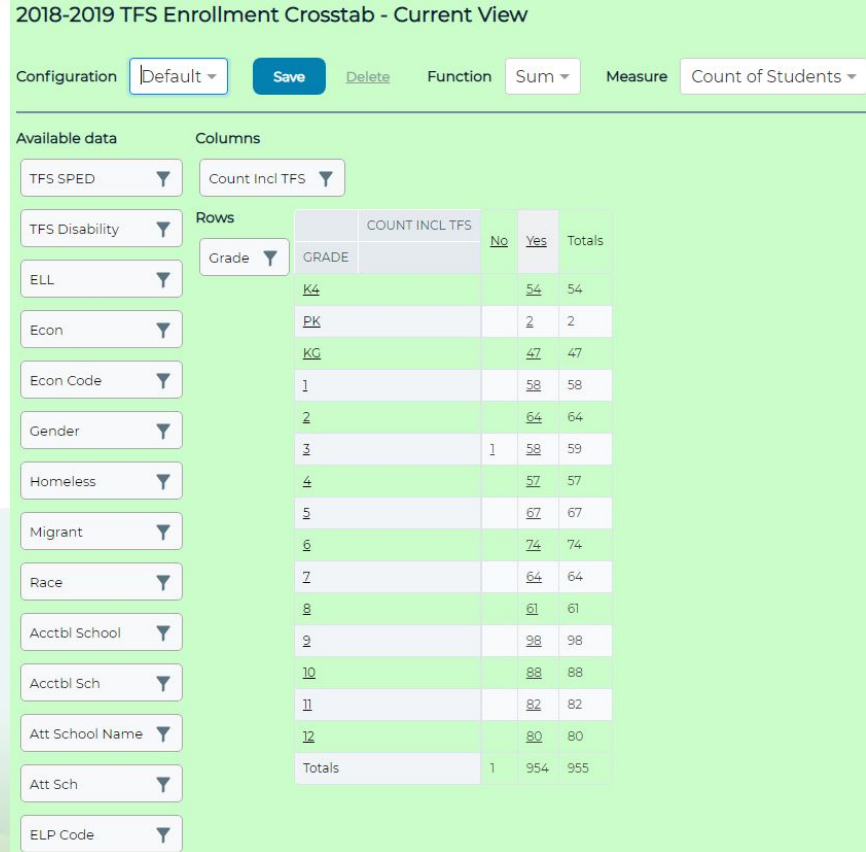 2018-2019 TFS Enrollment Crosstab - Current View
Configuration Default Save Delete Function Sum Measure Count of Students
Available data Columns
TFS SPED Count Incl TFS
TFS Disability Rows COUNT INCL TFS No Yes Totals
Grade GRADE
ELL K4 54 54
Econ PK 2 2
KG 47 47
Econ Code 1 58 58
Gender 2 64 64
3 1 58 59
Homeless 4 57 57
Migrant 5 67 67
6 74 74
Race 7 64 64
8 61 61
Acctbl School 9 98 98
Acctbl Sch 10 88 88
11 82 82
Att School Name 12 80 80
Totals 1 954 955
Att Sch
ELP Code